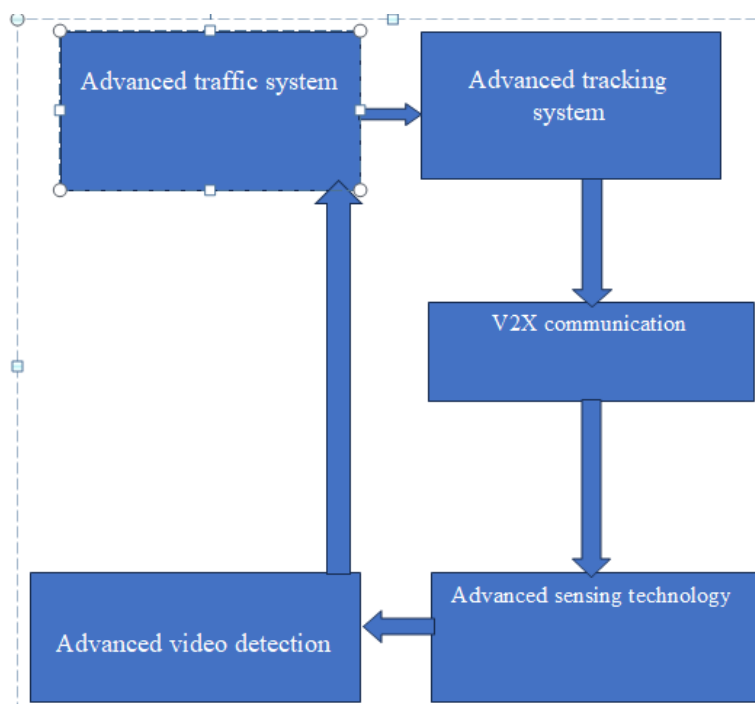 Advanced traffic system
Advanced tracking
system
V2X communication
Advanced sensing technology
Advanced video detection